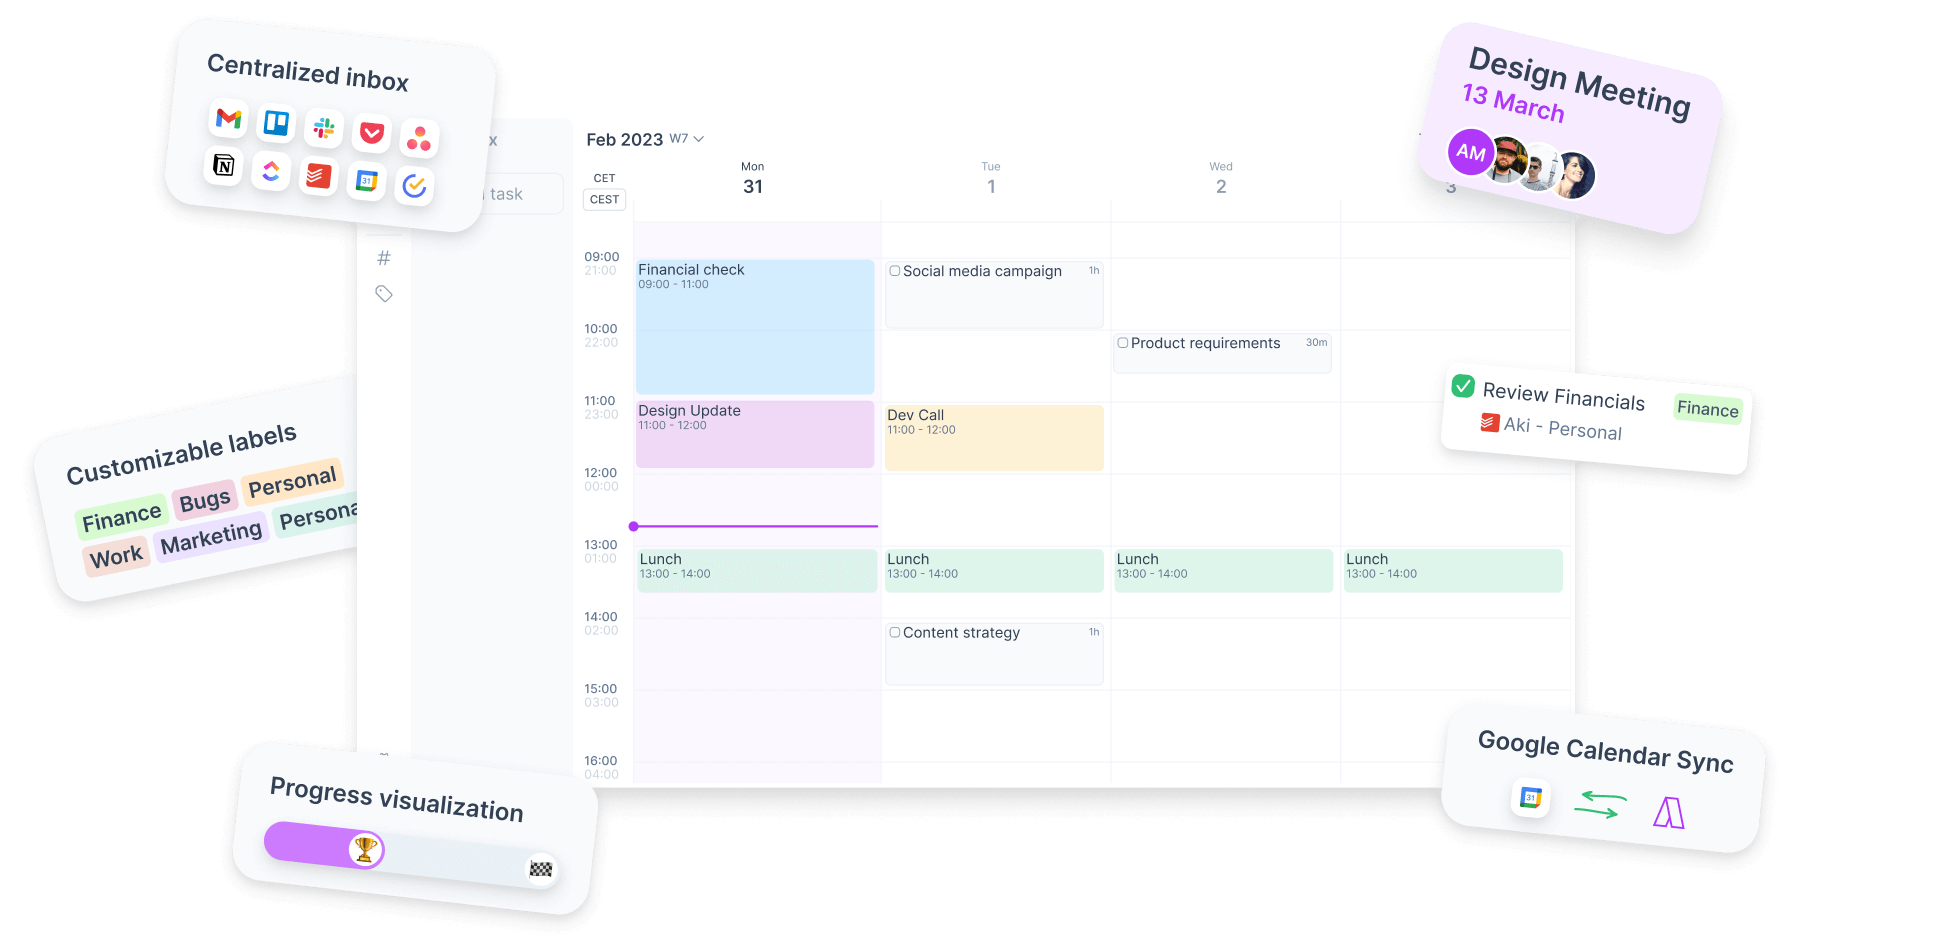 Centralized inbox
Design Meeting
13 March
AM
Feb 2023 W7
task
CET
CEST
Mon
31
Tue
1
Wed
2
3
09:00
21:00
Financial check
09:00 - 11:00
Social media campaign 1h
10:00
22:00
Product requirements 30m
11:00
23:00
Design Update
11:00 - 12:00
Dev Call
11:00 - 12:00
Review Financials Finance
Aki - Personal
Customizable labels
Finance Bugs Personal
Work Marketing Persona
12:00
00:00
13:00
01:00
Lunch
13:00 - 14:00
Lunch
13:00 - 14:00
Lunch
13:00 - 14:00
Lunch
13:00 - 14:00
14:00
02:00
Content strategy 1h
15:00
03:00
16:00
04:00
Progress visualization
Google Calendar Sync
31